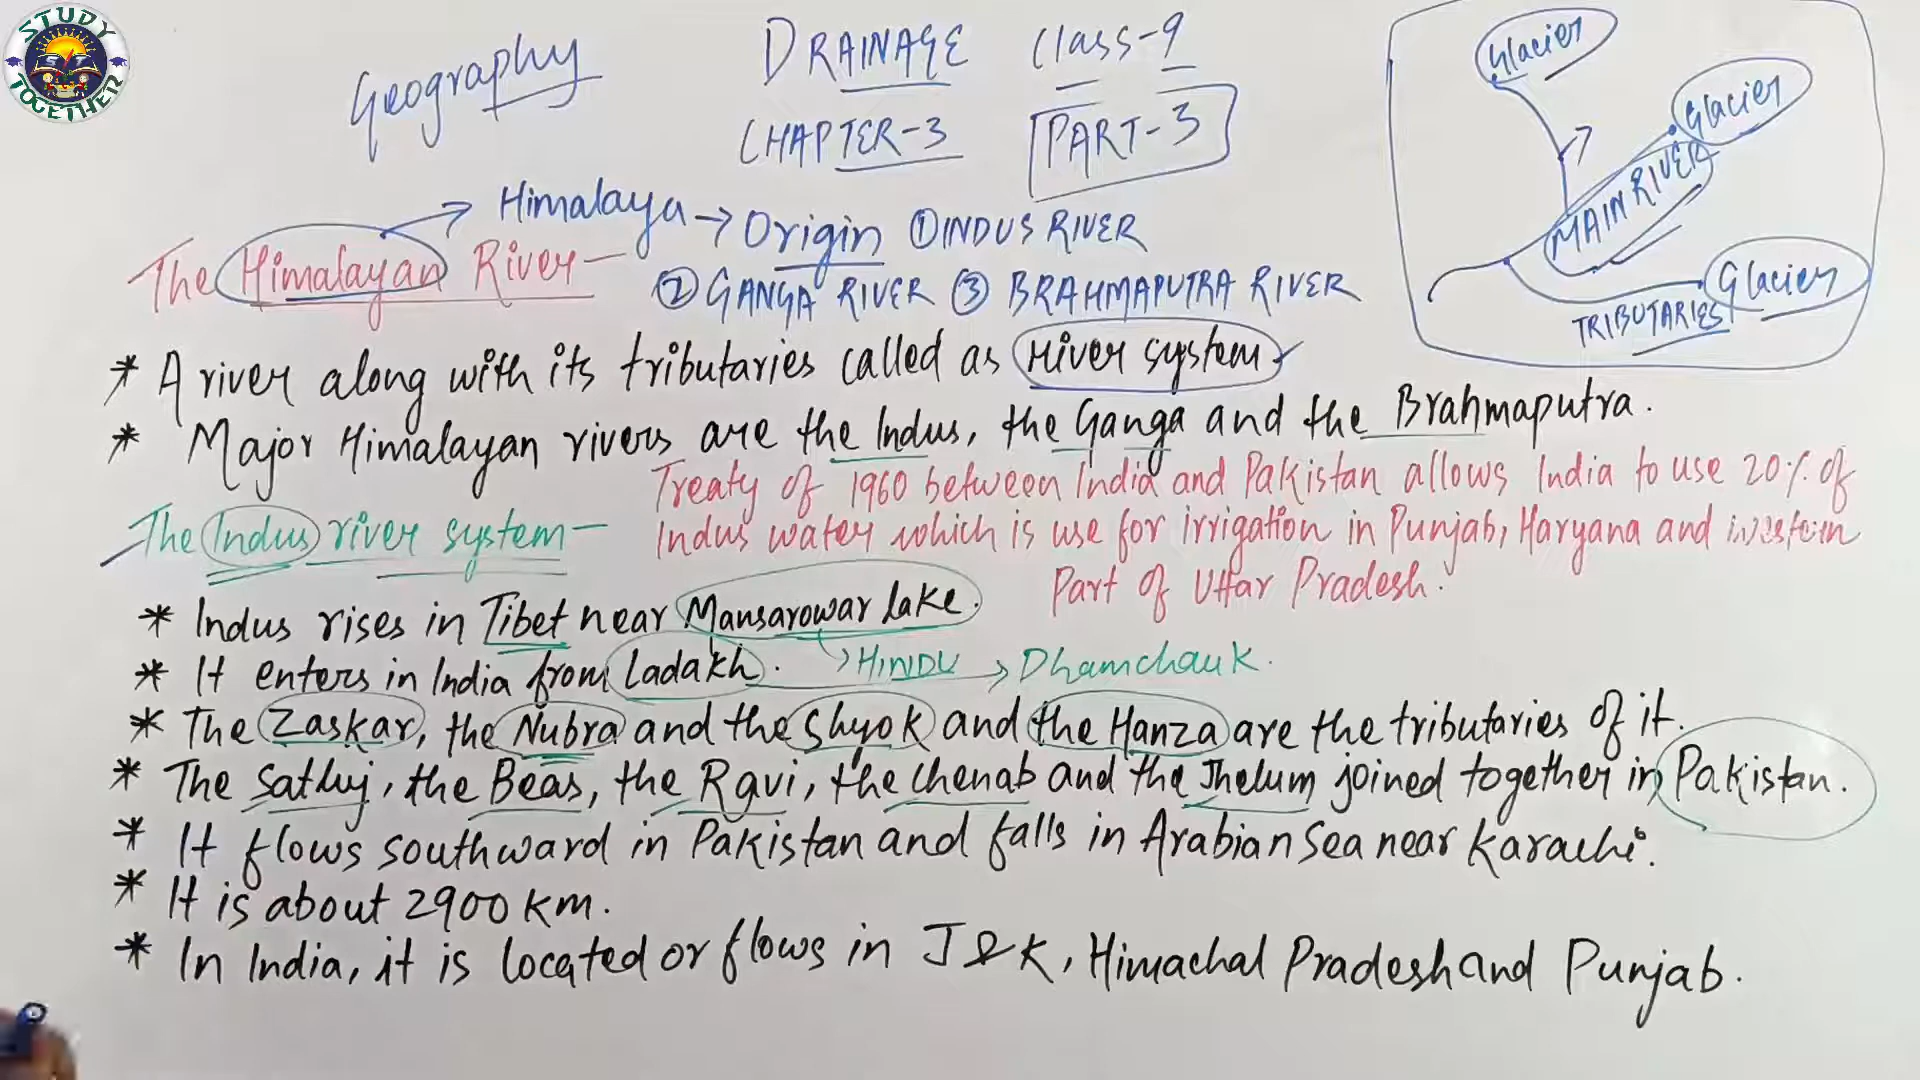 STUDY
ST
TOGETHER
Geography
DRAINAGE Class-9
CHAPTER-3 PART-3
Glacier
Glacier
MAIN RIVER
Glacier
TRIBUTARIES
Himalaya → Origin ① INDUS RIVER
② GANGA RIVER ③ BRAHMAPUTRA RIVER
The Himalayan River —
* A river along with its tributaries called as river system
* Major Himalayan rivers are the Indus, the Ganga and the Brahmaputra.
Treaty of 1960 between India and Pakistan allows India to use 20% of
Indus water which is use for irrigation in Punjab, Haryana and western
Part of Uttar Pradesh.
The Indus river system —
* Indus rises in Tibet near Mansarowar Lake.
* It enters in India from Ladakh. → HINDU → Dhamchauk.
* The Zaskar, the Nubra and the Shyok and the Hanza are the tributaries of it.
* The Satluj, the Beas, the Ravi, the Chenab and the Jhelum joined together in Pakistan.
* It flows southward in Pakistan and falls in Arabian Sea near Karachi.
* It is about 2900 km.
* In India, it is located or flows in J&K, Himachal Pradesh and Punjab.